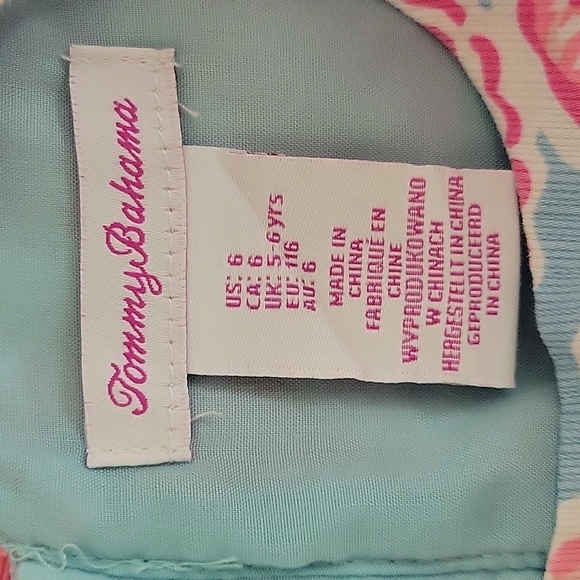 Tommy Bahama
US: 6
CA: 6
UK: 5-6 yrs
EU: 116
AU: 6
MADE IN
CHINA
FABRIQUÉ EN
CHINE
WYPRODUKOWANO
W CHINACH
HERGESTELLT IN CHINA
GEPRODUCEERD
IN CHINA